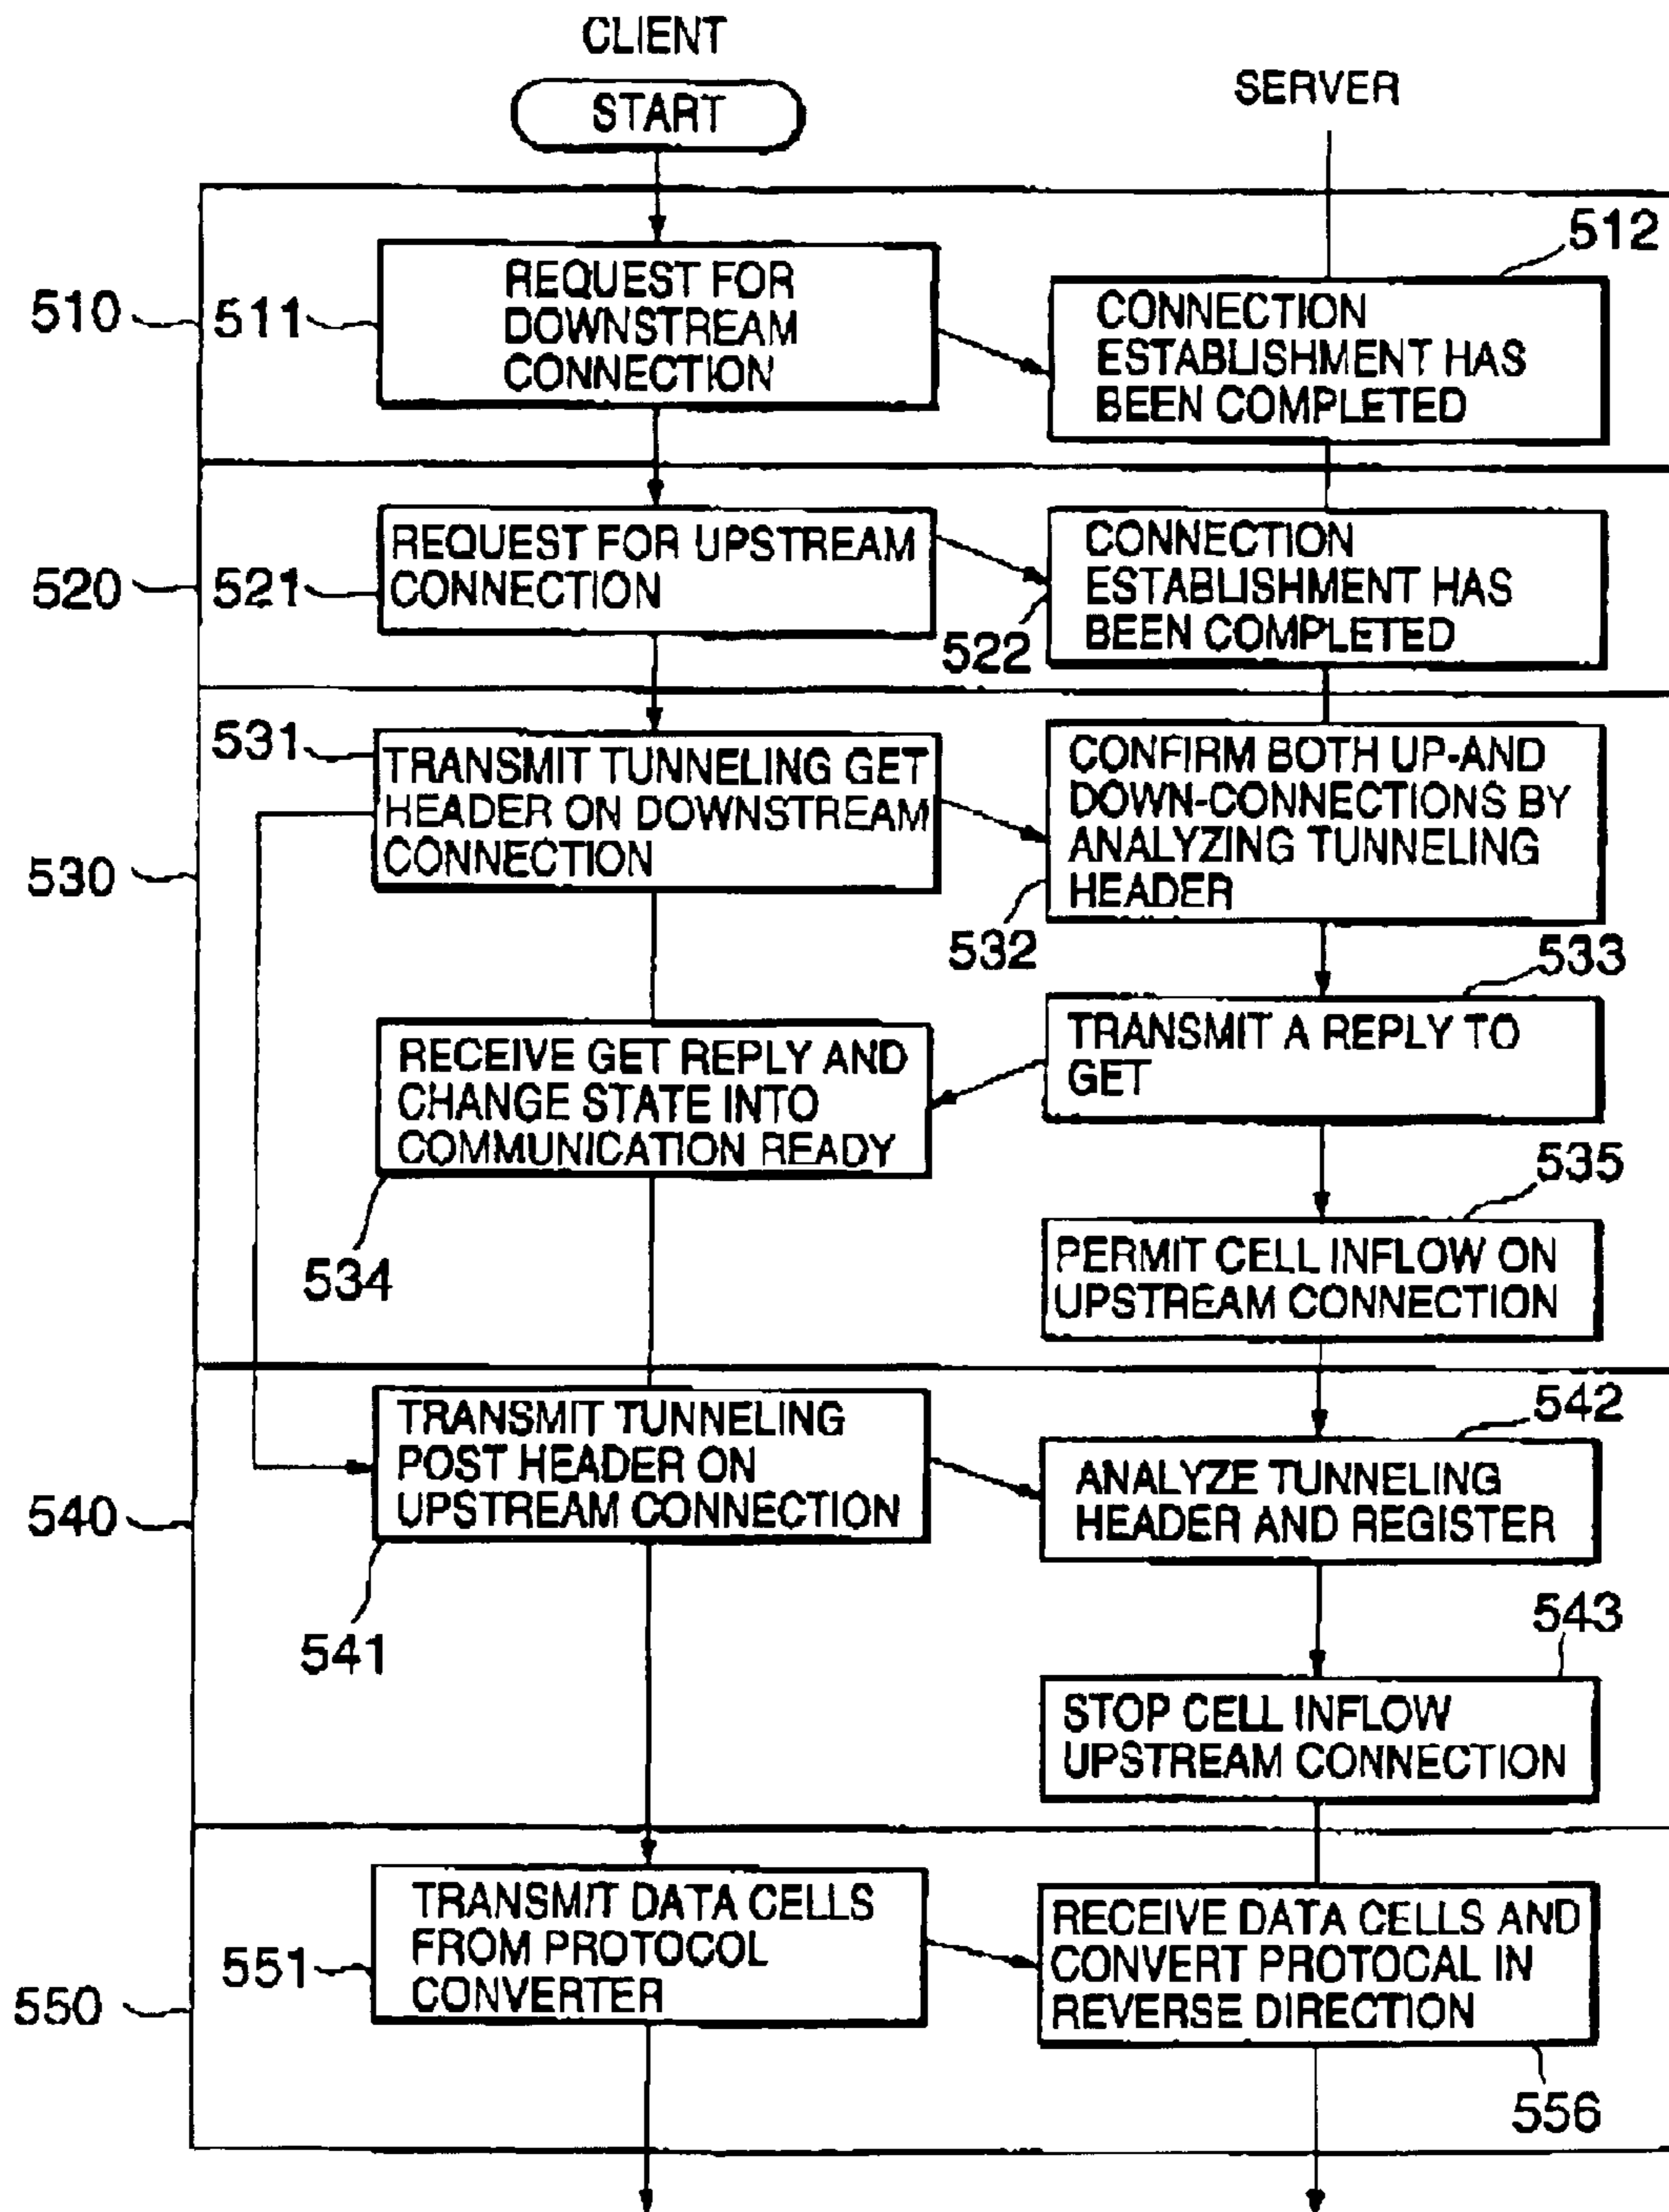 CLIENT
START
SERVER
512
510
511
REQUEST FOR
DOWNSTREAM
CONNECTION
CONNECTION
ESTABLISHMENT HAS
BEEN COMPLETED
520
521
REQUEST FOR UPSTREAM
CONNECTION
522
CONNECTION
ESTABLISHMENT HAS
BEEN COMPLETED
530
531
TRANSMIT TUNNELING GET
HEADER ON DOWNSTREAM
CONNECTION
CONFIRM BOTH UP-AND
DOWN-CONNECTIONS BY
ANALYZING TUNNELING
HEADER
532
533
TRANSMIT A REPLY TO
GET
RECEIVE GET REPLY AND
CHANGE STATE INTO
COMMUNICATION READY
534
535
PERMIT CELL INFLOW ON
UPSTREAM CONNECTION
540
TRANSMIT TUNNELING
POST HEADER ON
UPSTREAM CONNECTION
541
542
ANALYZE TUNNELING
HEADER AND REGISTER
543
STOP CELL INFLOW
UPSTREAM CONNECTION
550
551
TRANSMIT DATA CELLS
FROM PROTOCOL
CONVERTER
RECEIVE DATA CELLS AND
CONVERT PROTOCAL IN
REVERSE DIRECTION
556